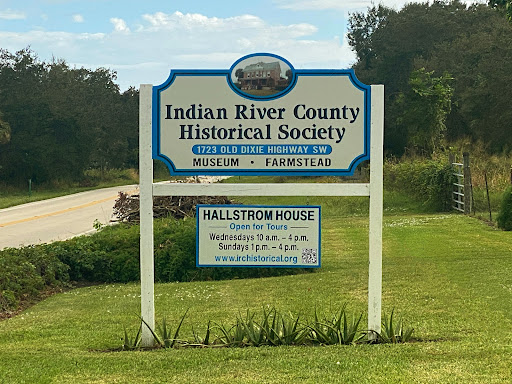 Indian River County
Historical Society
1723 OLD DIXIE HIGHWAY SW
MUSEUM • FARMSTEAD
HALLSTROM HOUSE
Open for Tours
Wednesdays 10 a.m. – 4 p.m.
Sundays 1 p.m. – 4 p.m.
www.irchistorical.org